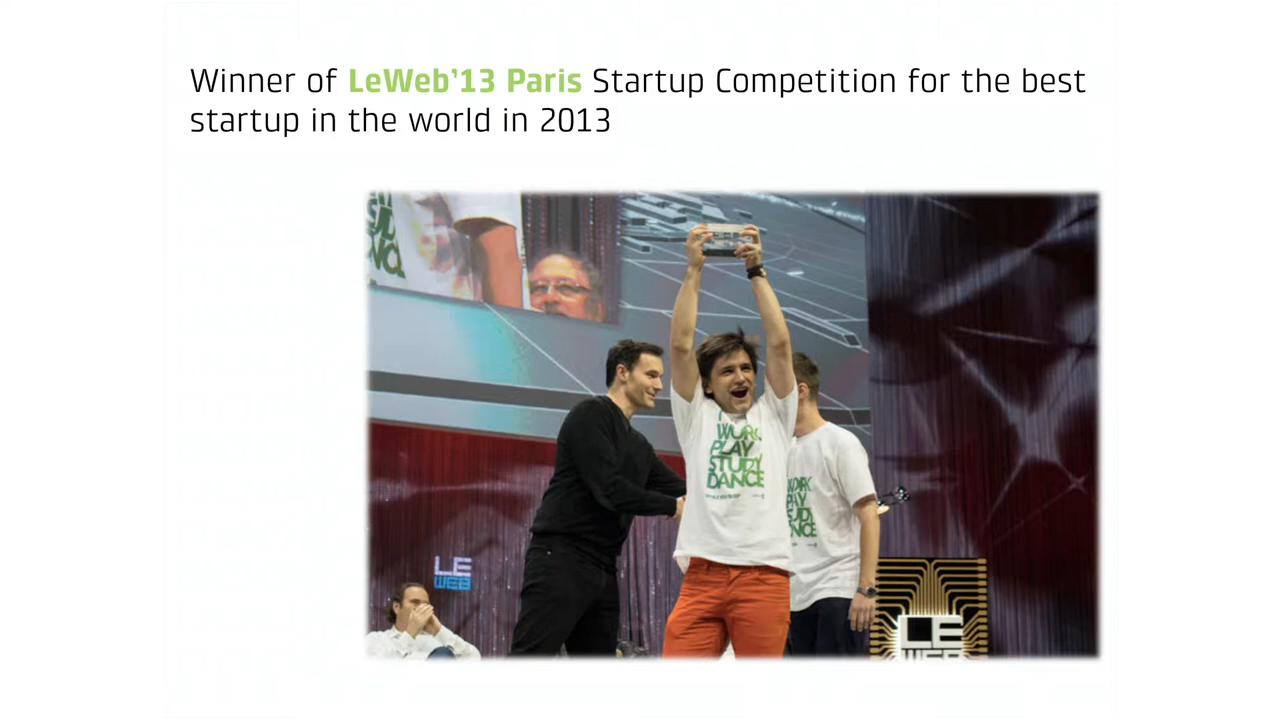 Winner of LeWeb’13 Paris Startup Competition for the best
startup in the world in 2013
WORK
PLAY
STUDY
DANCE
LE
WEB
LE
WEB